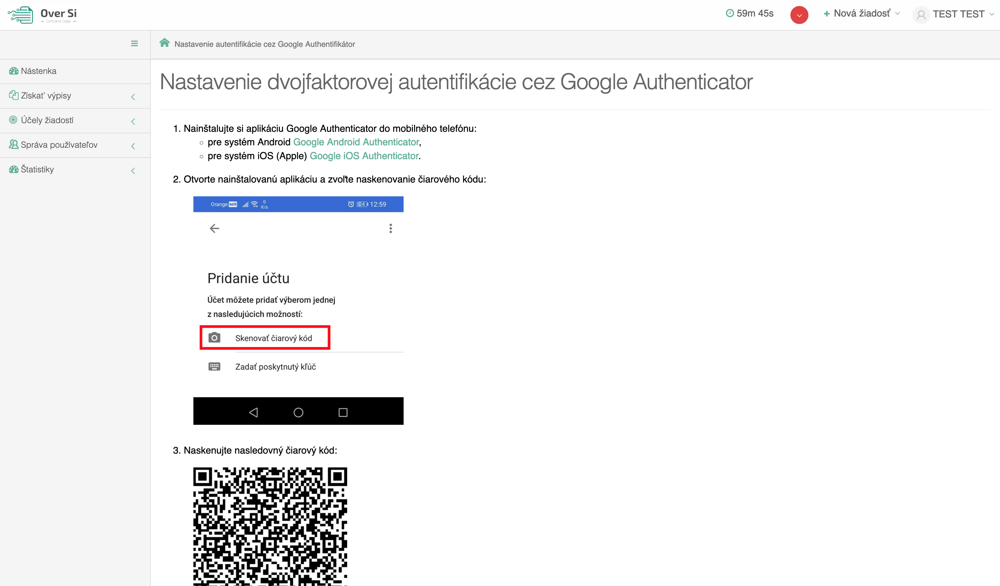 Over Si
Centrálne údaje
59m 45s
Nová žiadosť
TEST TEST
Nastavenie autentifikácie cez Google Authentifikátor
Nástenka
Získať výpisy
Účely žiadostí
Správa používateľov
Štatistiky
Nastavenie dvojfaktorovej autentifikácie cez Google Authenticator
1. Nainštalujte si aplikáciu Google Authenticator do mobilného telefónu:
pre systém Android Google Android Authenticator,
pre systém iOS (Apple) Google iOS Authenticator.
2. Otvorte nainštalovanú aplikáciu a zvoľte naskenovanie čiarového kódu:
Orange VoLTE 0 K/s 24 12:59
Pridanie účtu
Účet môžete pridať výberom jednej
z nasledujúcich možností:
Skenovať čiarový kód
Zadať poskytnutý kľúč
3. Naskenujte nasledovný čiarový kód: